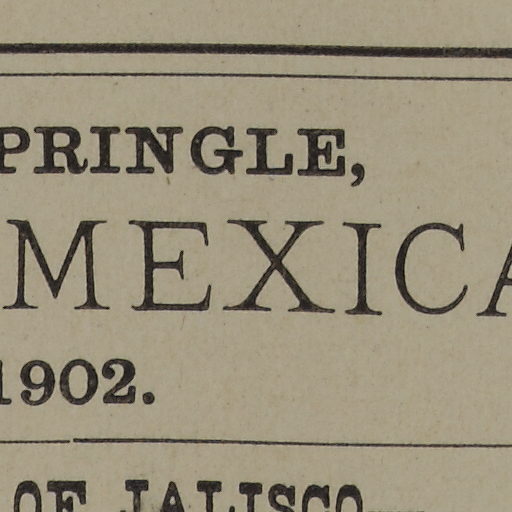 PRINGLE,
MEXICA
1902.
OF JALISCO